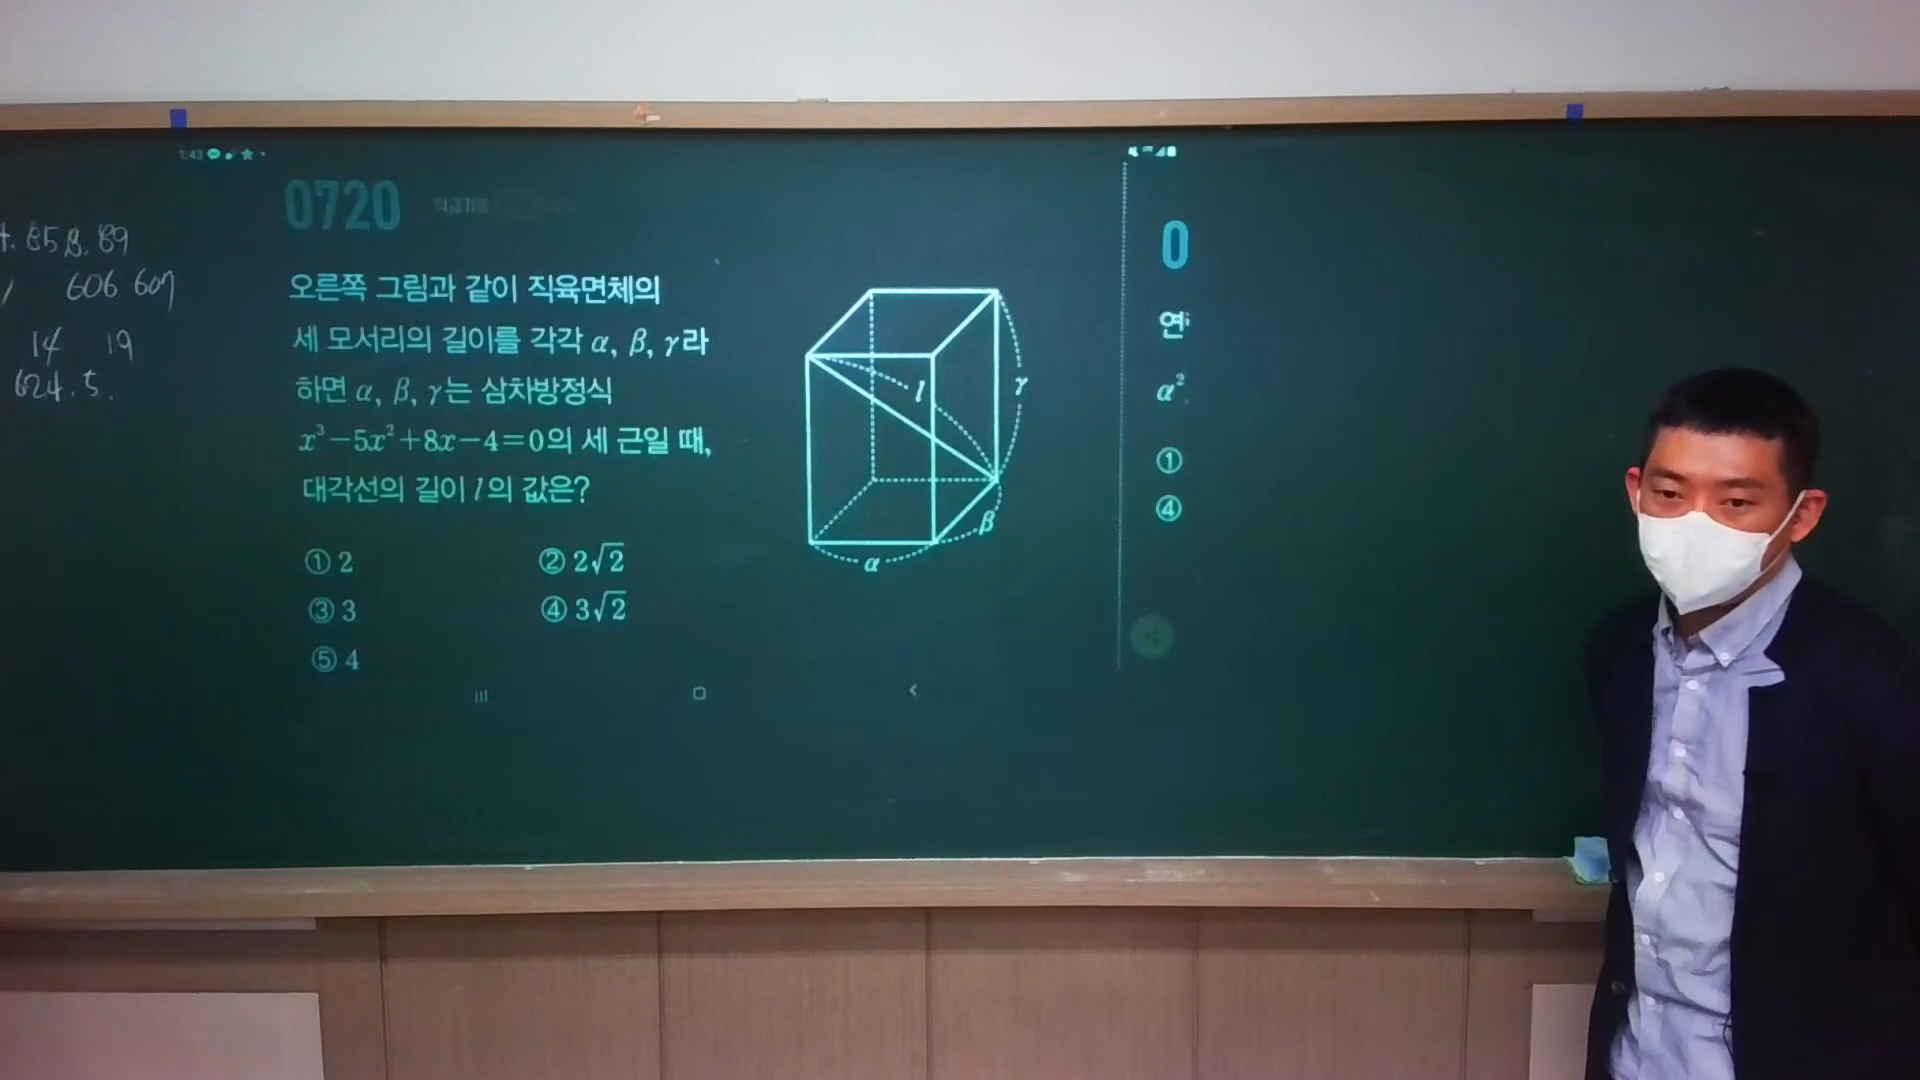 1:43
658. 89
606 607
14 19
624. 5.
0720
오른쪽 그림과 같이 직육면체의
세 모서리의 길이를 각각 α, β, γ라
하면 α, β, γ는 삼차방정식
x³−5x²+8x−4=0의 세 근일 때,
대각선의 길이 l의 값은?
① 2 ② 2√2
③ 3 ④ 3√2
⑤ 4
l
γ
β
α
0
연
α²
①
④